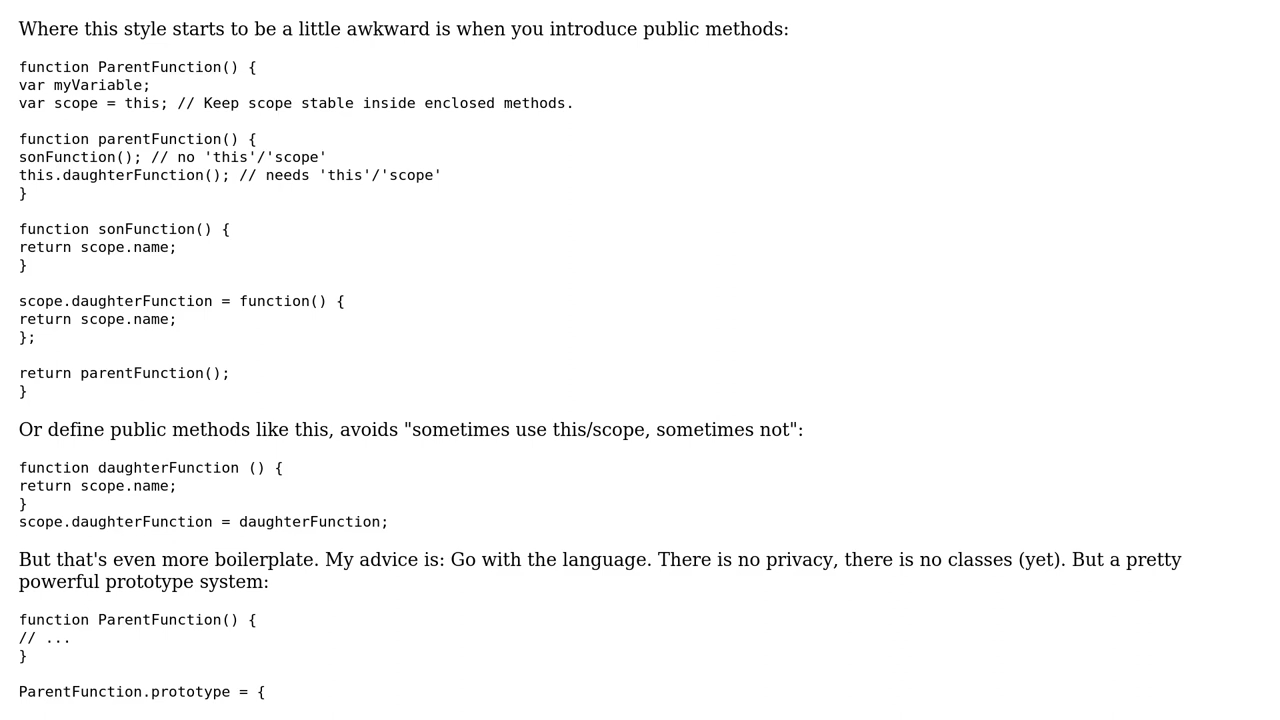 Where this style starts to be a little awkward is when you introduce public methods:
function ParentFunction() {
var myVariable;
var scope = this; // Keep scope stable inside enclosed methods.
function parentFunction() {
sonFunction(); // no 'this'/'scope'
this.daughterFunction(); // needs 'this'/'scope'
}
function sonFunction() {
return scope.name;
}
scope.daughterFunction = function() {
return scope.name;
};
return parentFunction();
}
Or define public methods like this, avoids "sometimes use this/scope, sometimes not":
function daughterFunction () {
return scope.name;
}
scope.daughterFunction = daughterFunction;
But that's even more boilerplate. My advice is: Go with the language. There is no privacy, there is no classes (yet). But a pretty
powerful prototype system:
function ParentFunction() {
// ...
}
ParentFunction.prototype = {